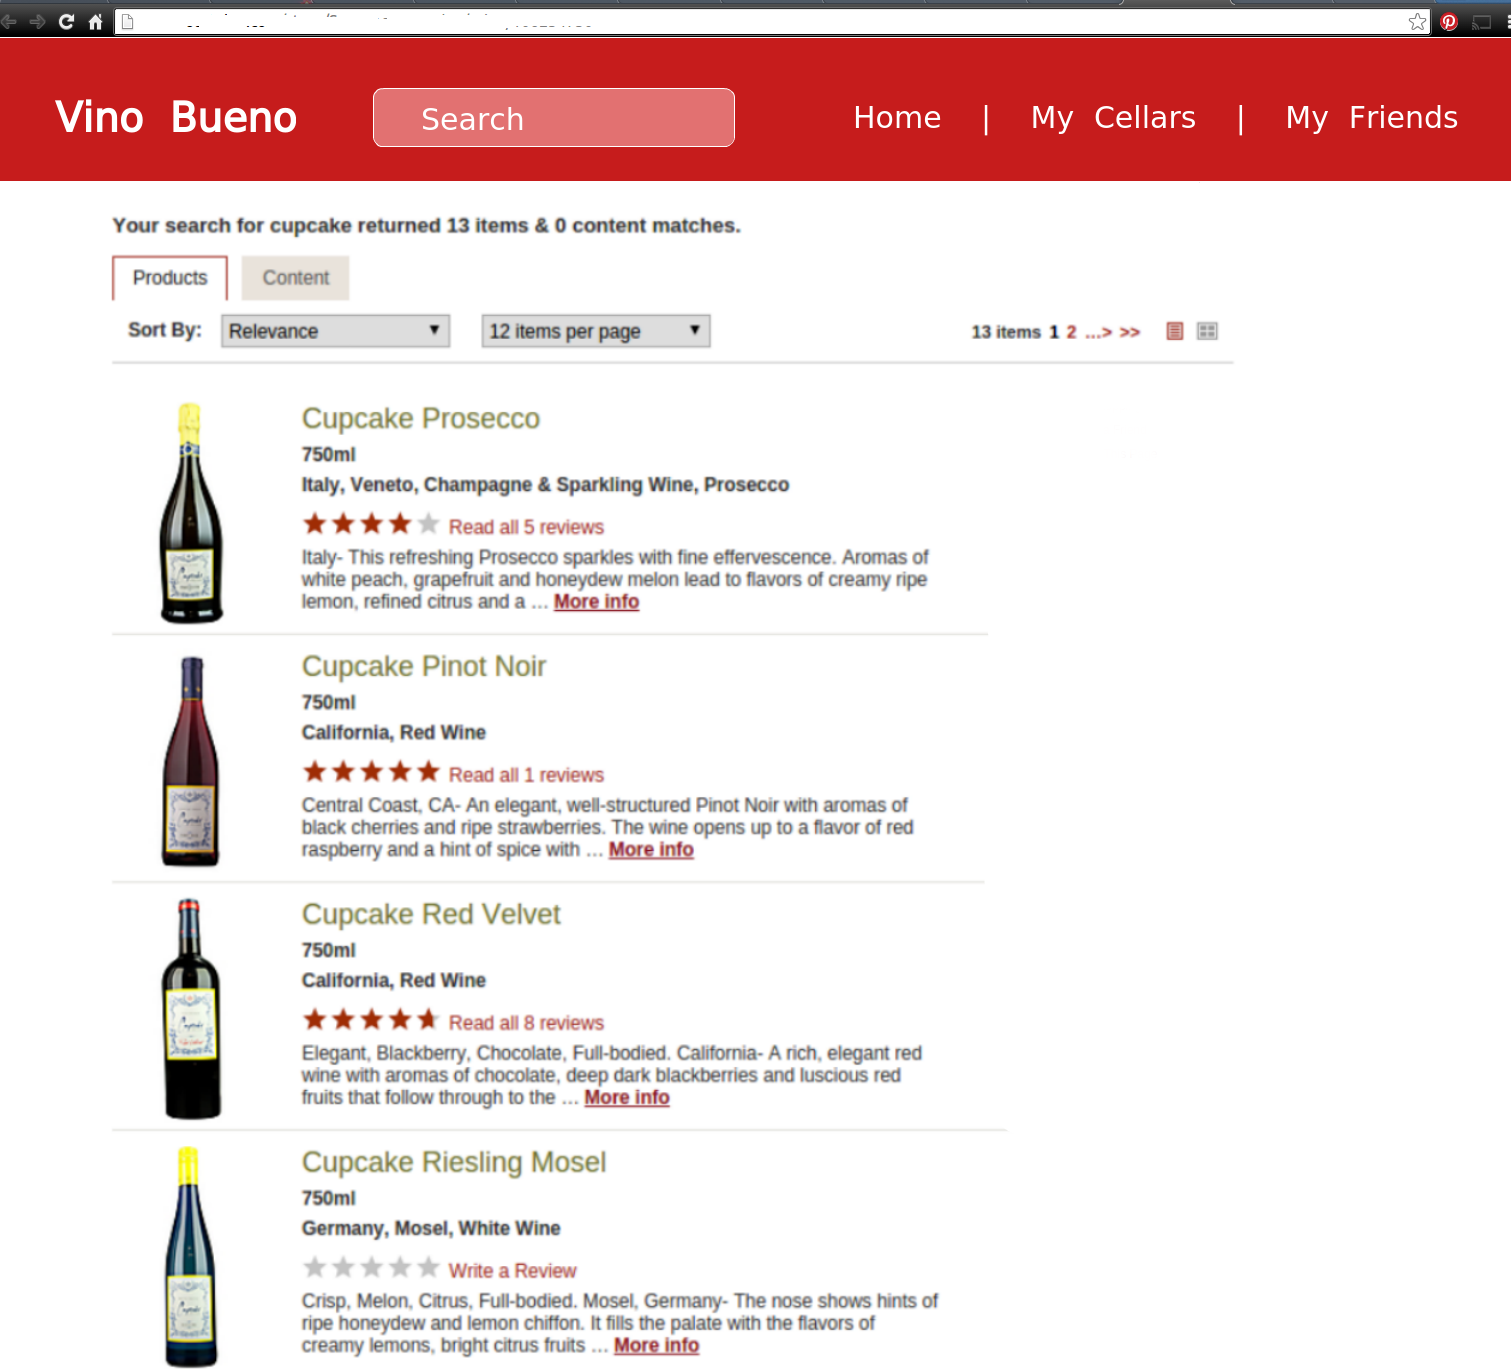 Vino Bueno
Search
Home | My Cellars | My Friends
Your search for cupcake returned 13 items & 0 content matches.
Products Content
Sort By: Relevance 12 items per page 13 items 1 2 ...> >>
Cupcake Prosecco
750ml
Italy, Veneto, Champagne & Sparkling Wine, Prosecco
Read all 5 reviews
Italy- This refreshing Prosecco sparkles with fine effervescence. Aromas of
white peach, grapefruit and honeydew melon lead to flavors of creamy ripe
lemon, refined citrus and a ... More info
Cupcake Pinot Noir
750ml
California, Red Wine
Read all 1 reviews
Central Coast, CA- An elegant, well-structured Pinot Noir with aromas of
black cherries and ripe strawberries. The wine opens up to a flavor of red
raspberry and a hint of spice with ... More info
Cupcake Red Velvet
750ml
California, Red Wine
Read all 8 reviews
Elegant, Blackberry, Chocolate, Full-bodied. California- A rich, elegant red
wine with aromas of chocolate, deep dark blackberries and luscious red
fruits that follow through to the ... More info
Cupcake Riesling Mosel
750ml
Germany, Mosel, White Wine
Write a Review
Crisp, Melon, Citrus, Full-bodied. Mosel, Germany- The nose shows hints of
ripe honeydew and lemon chiffon. It fills the palate with the flavors of
creamy lemons, bright citrus fruits ... More info